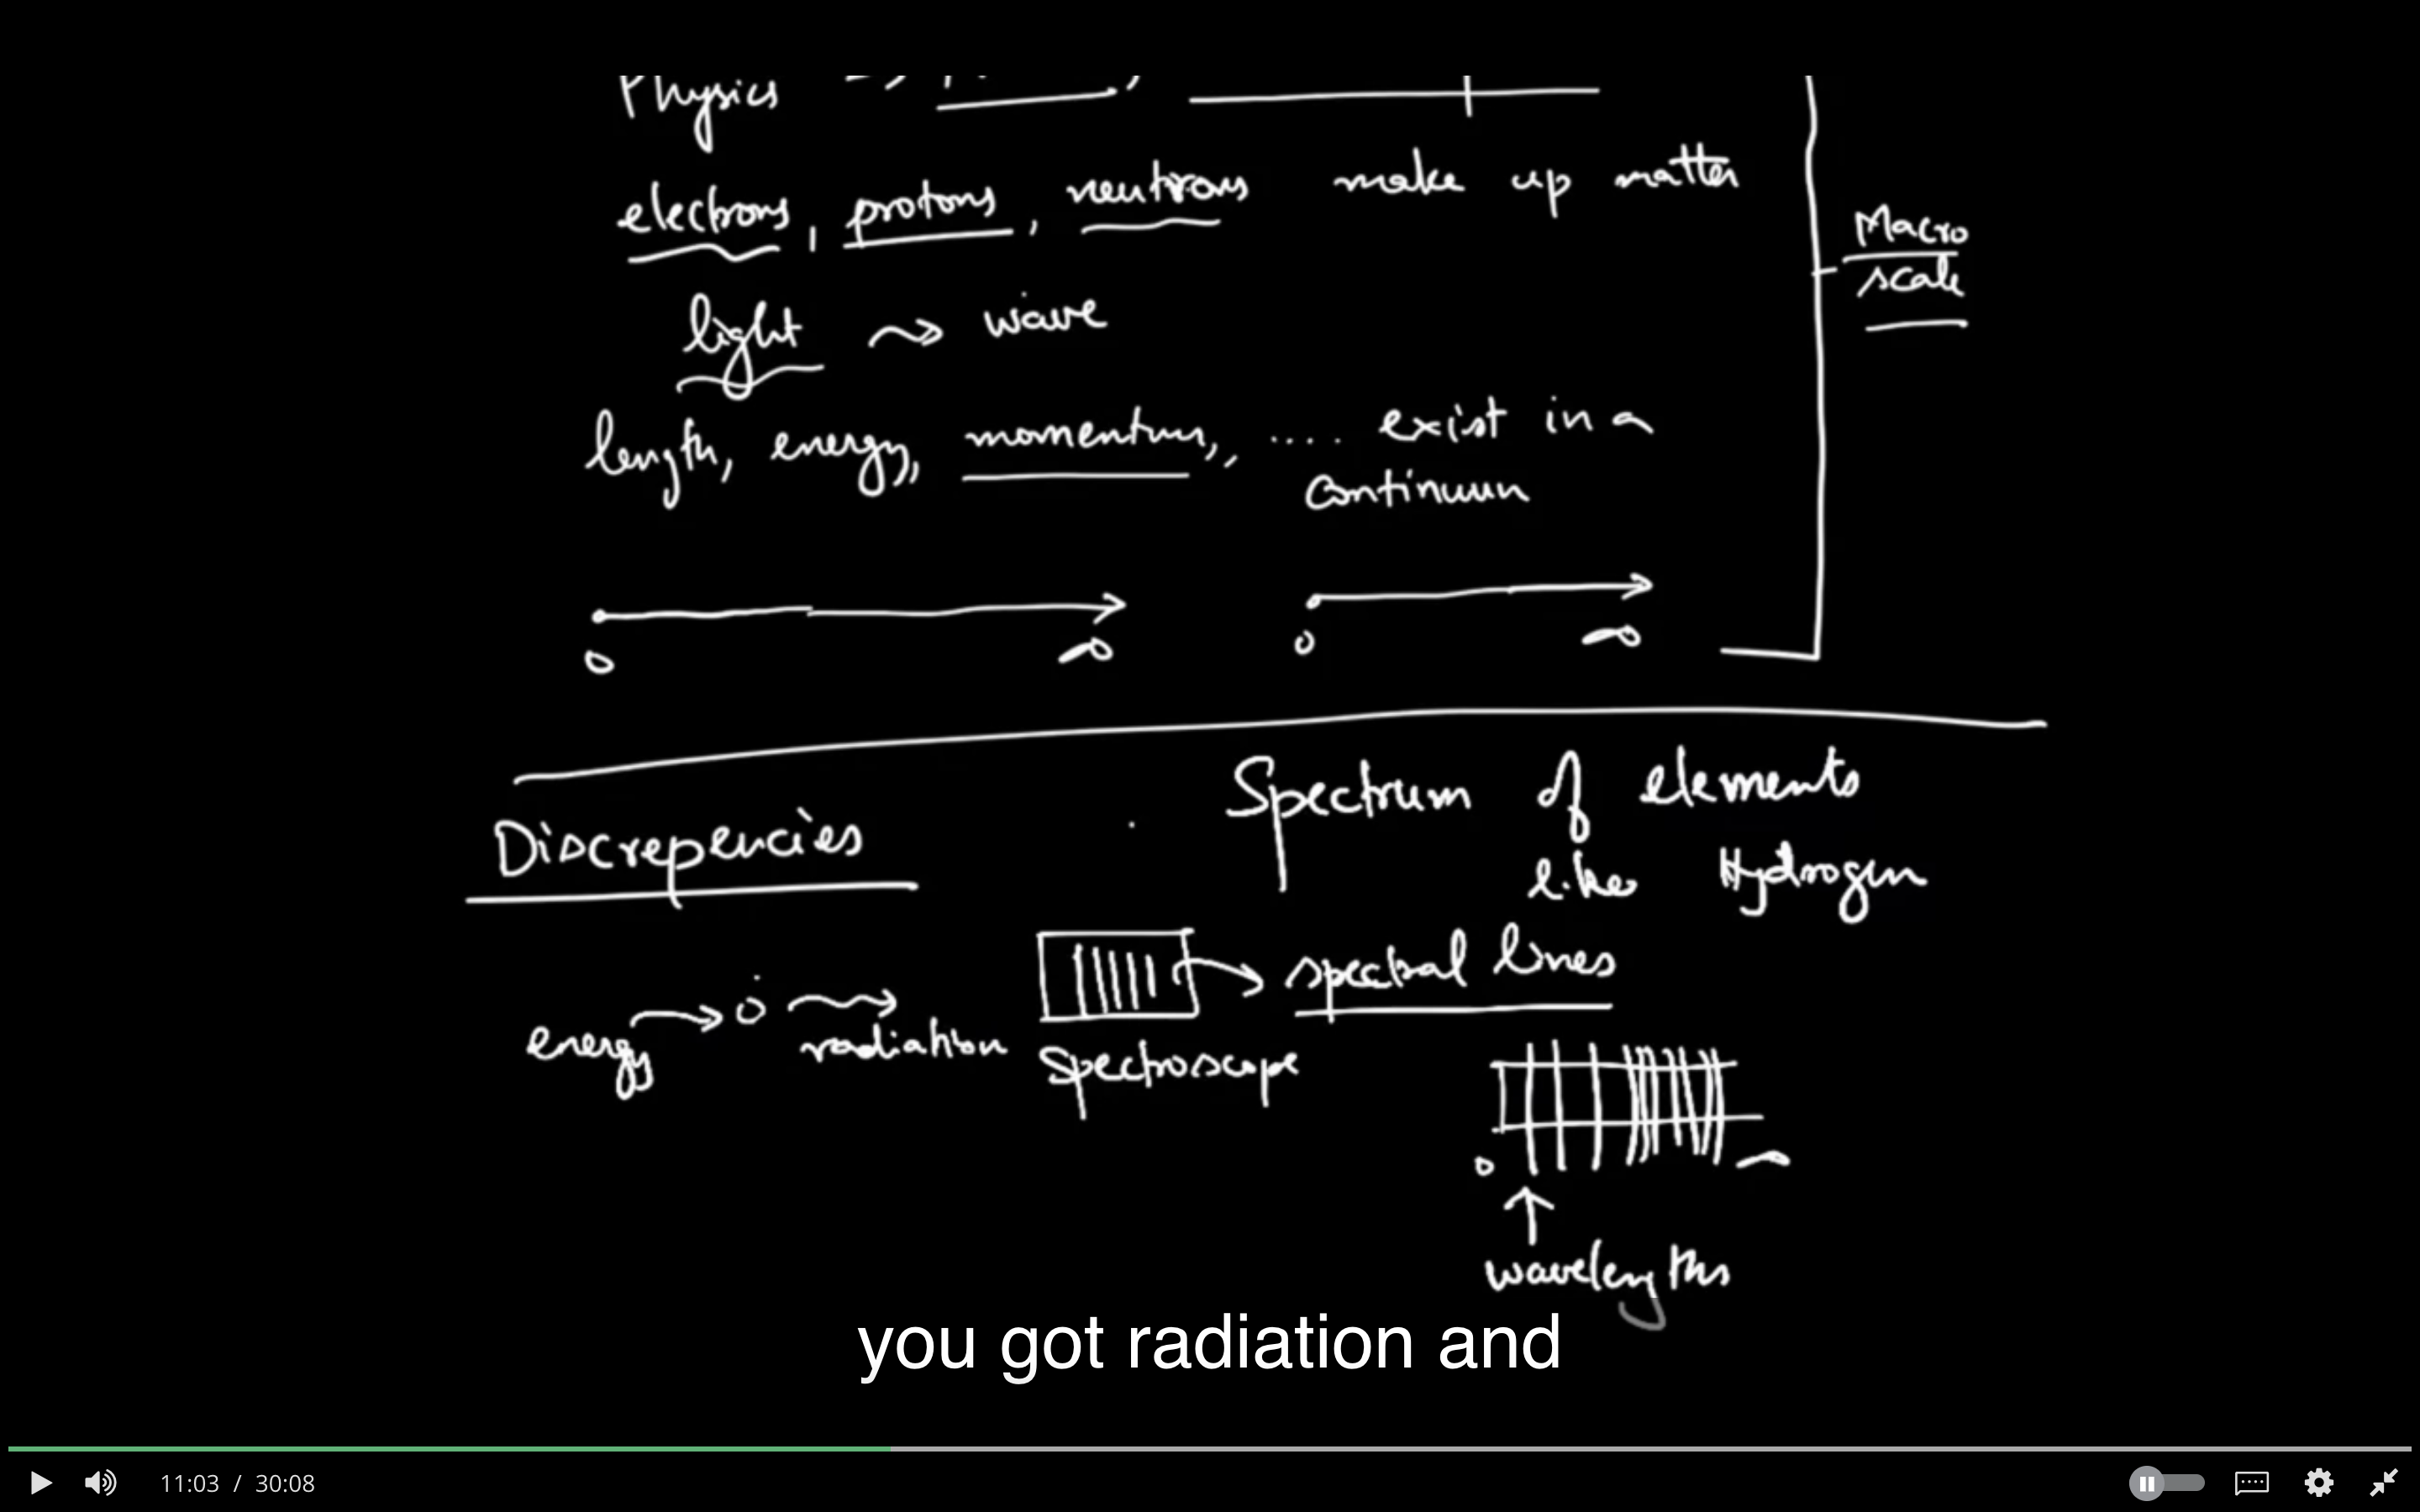 Physics
electrons, protons, neutrons make up matter
Macro scale
light wave
length, energy, momentum, .... exist in a
continuum
0 ∞ 0 ∞
Spectrum of elements
Discrepencies
like Hydrogen
spectral lines
energy radiation
Spectroscope
0 ∞
wavelengths
you got radiation and
11:03 / 30:08